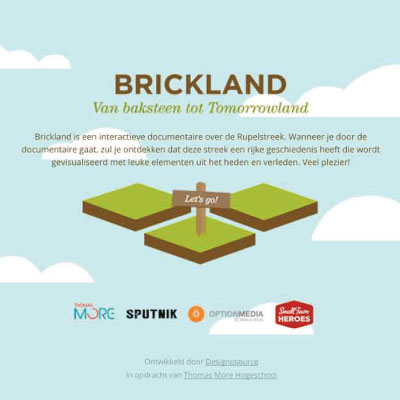 BRICKLAND
Van baksteen tot Tomorrowland
Brickland is een interactieve documentaire over de Rupelstreek. Wanneer je door de
documentaire gaat, zul je ontdekken dat deze streek een rijke geschiedenis heeft die wordt
gevisualiseerd met leuke elementen uit het heden en verleden. Veel plezier!
Let's go!
THOMAS
MORE
SPUTNIK
OPTIONMEDIA
Small Town
HEROES
Ontwikkeld door Designosource
In opdracht van Thomas More Hogeschool